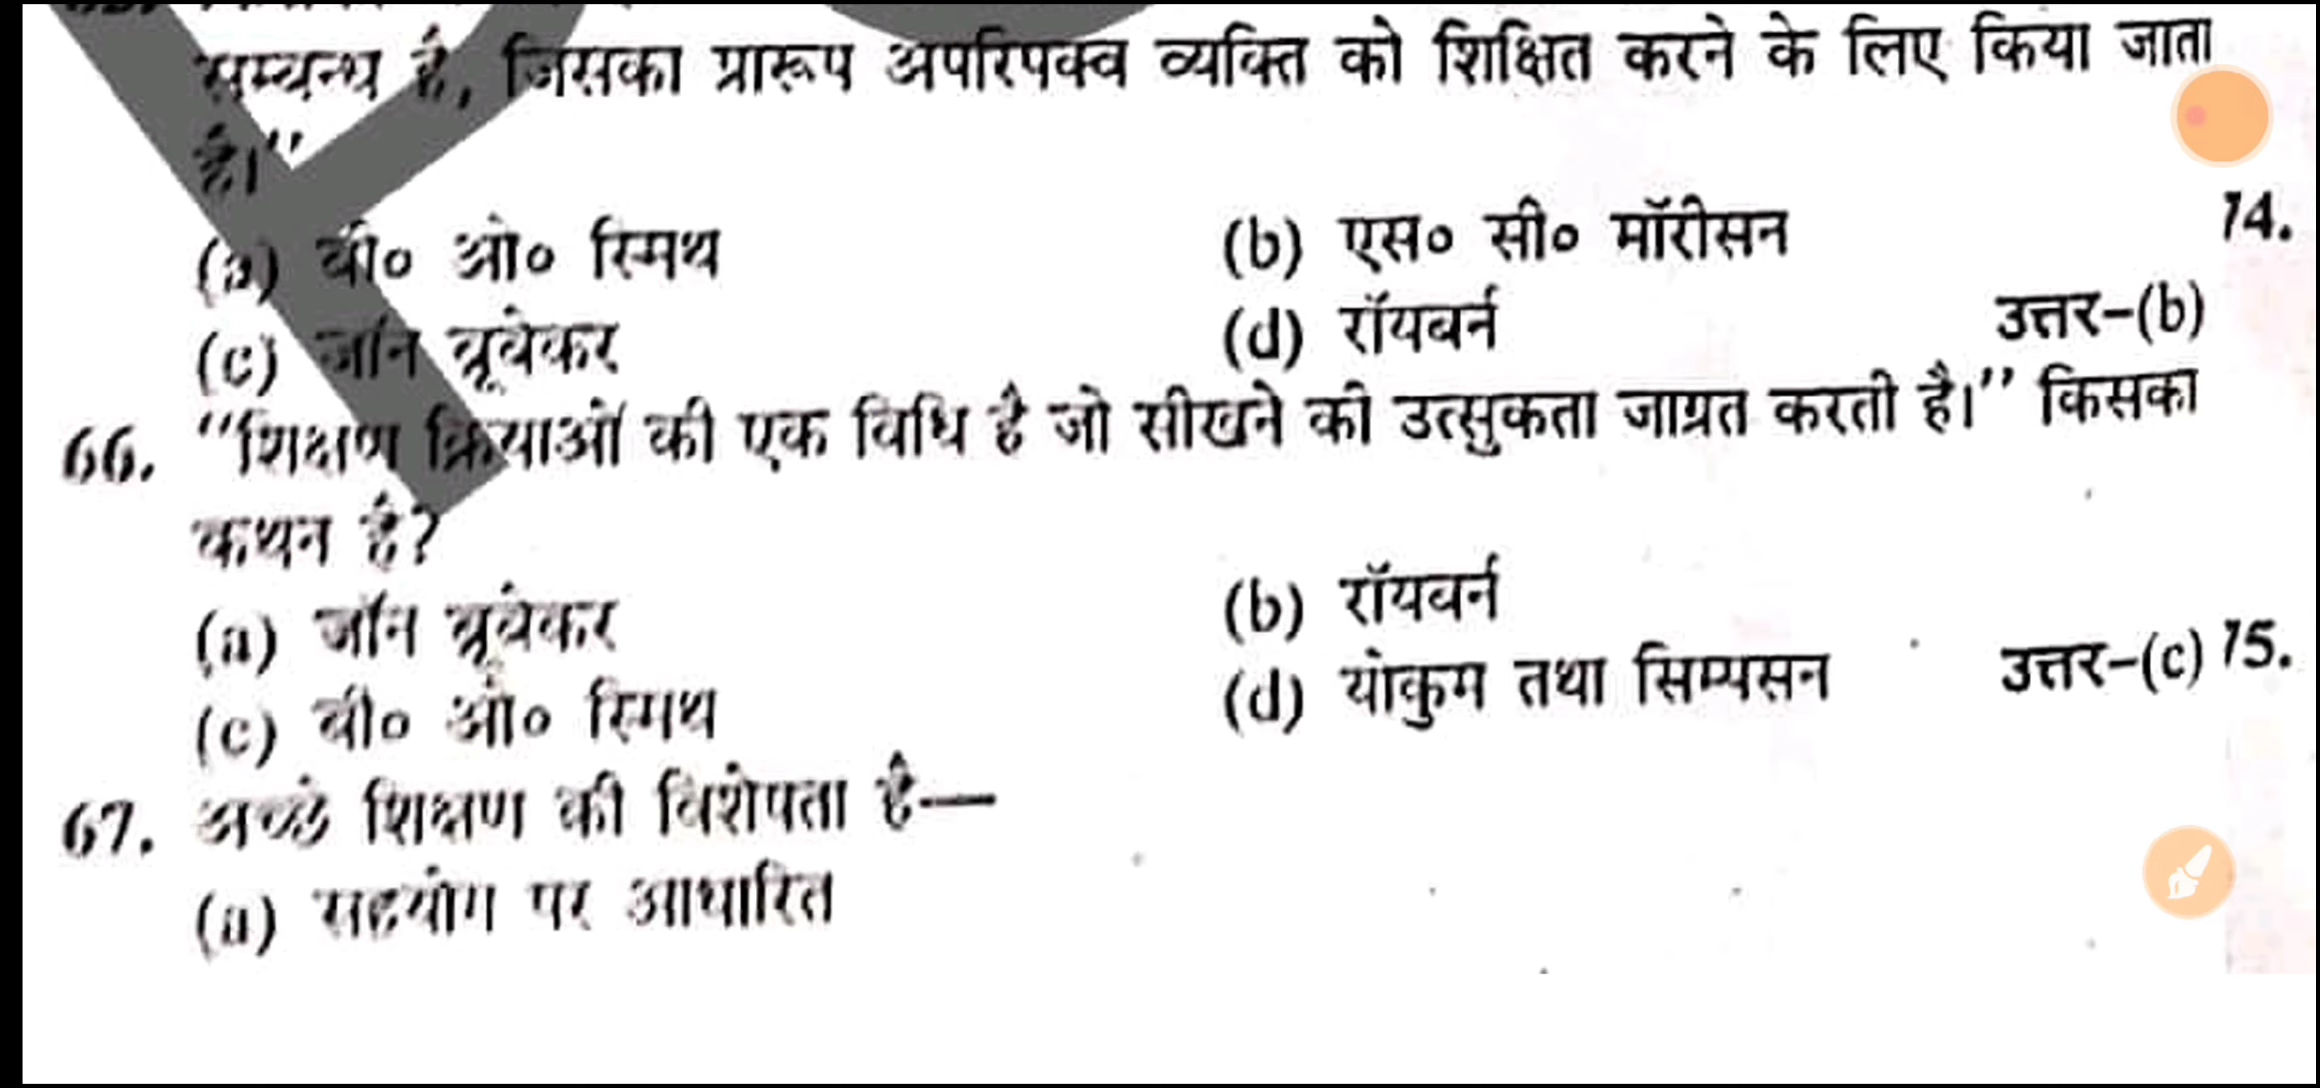 सम्बन्ध है, जिसका प्रारूप अपरिपक्व व्यक्ति को शिक्षित करने के लिए किया जाता
है।"
(a) बी० ओ० स्मिथ (b) एस० सी० मॉरीसन 74.
(c) जॉन ब्रूबेकर (d) रॉयबर्न उत्तर–(b)
66. "शिक्षण क्रियाओं की एक विधि है जो सीखने की उत्सुकता जाग्रत करती है।" किसका
कथन है?
(a) जॉन ब्रूबेकर (b) रॉयबर्न
(c) बी० ओ० स्मिथ (d) योकुम तथा सिम्पसन उत्तर–(c) 75.
67. अच्छे शिक्षण की विशेषता है—
(a) सहयोग पर आधारित